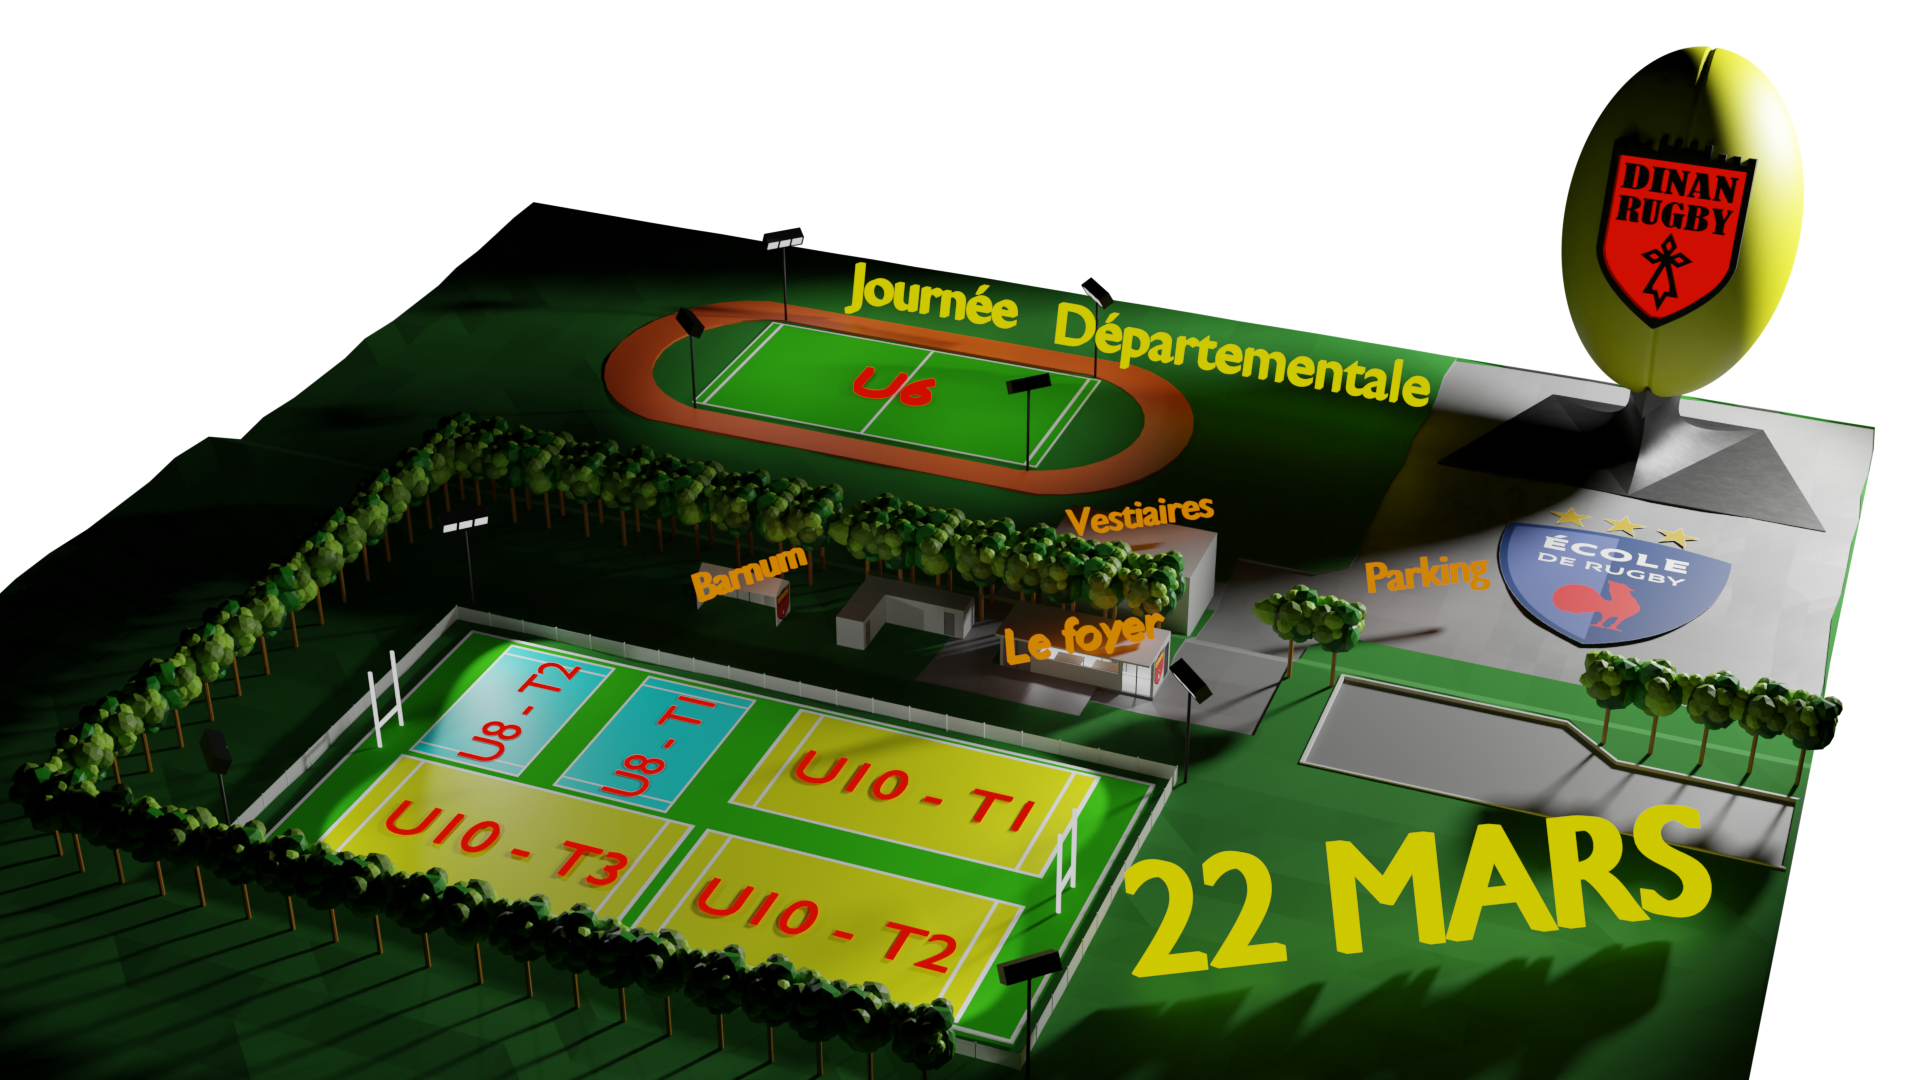 DINAN
RUGBY
Journée Départementale
U6
Vestiaires
Barnum
Parking
ÉCOLE
DE RUGBY
Le foyer
U8 - T2
U8 - T1
U10 - T1
U10 - T3
U10 - T2
22 MARS